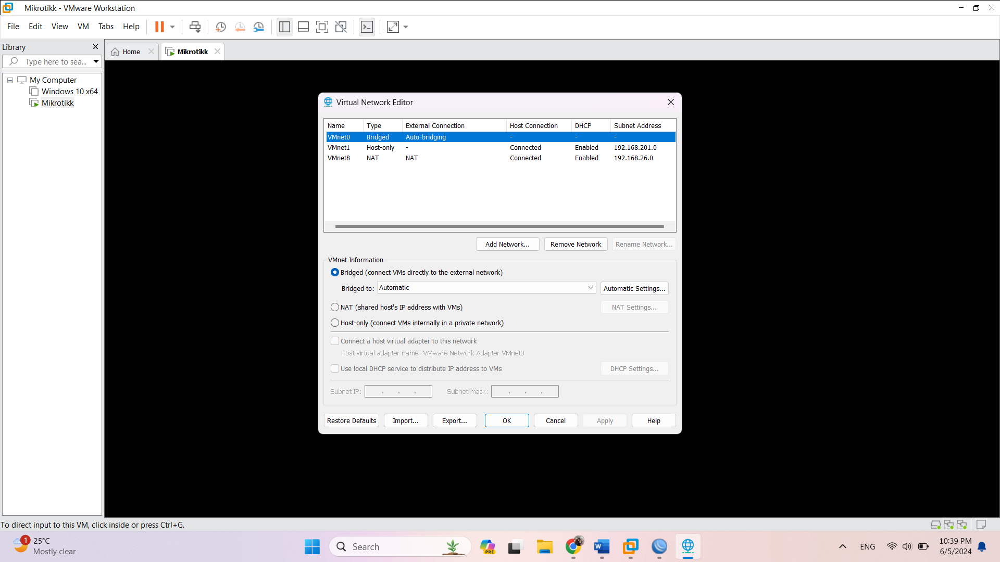 Mikrotikk - VMware Workstation
File Edit View VM Tabs Help
Library
Type here to sea...
My Computer
Windows 10 x64
Mikrotikk
Home
Mikrotikk
Virtual Network Editor
Name Type External Connection Host Connection DHCP Subnet Address
VMnet0 Bridged Auto-bridging - - -
VMnet1 Host-only - Connected Enabled 192.168.201.0
VMnet8 NAT NAT Connected Enabled 192.168.26.0
Add Network... Remove Network Rename Network...
VMnet Information
Bridged (connect VMs directly to the external network)
Bridged to: Automatic Automatic Settings...
NAT (shared host's IP address with VMs) NAT Settings...
Host-only (connect VMs internally in a private network)
Connect a host virtual adapter to this network
Host virtual adapter name: VMware Network Adapter VMnet0
Use local DHCP service to distribute IP address to VMs DHCP Settings...
Subnet IP: . . . Subnet mask: . . .
Restore Defaults Import... Export... OK Cancel Apply Help
To direct input to this VM, click inside or press Ctrl+G.
1
25°C
Mostly clear
Search
PRE
W
ENG
10:39 PM
6/5/2024